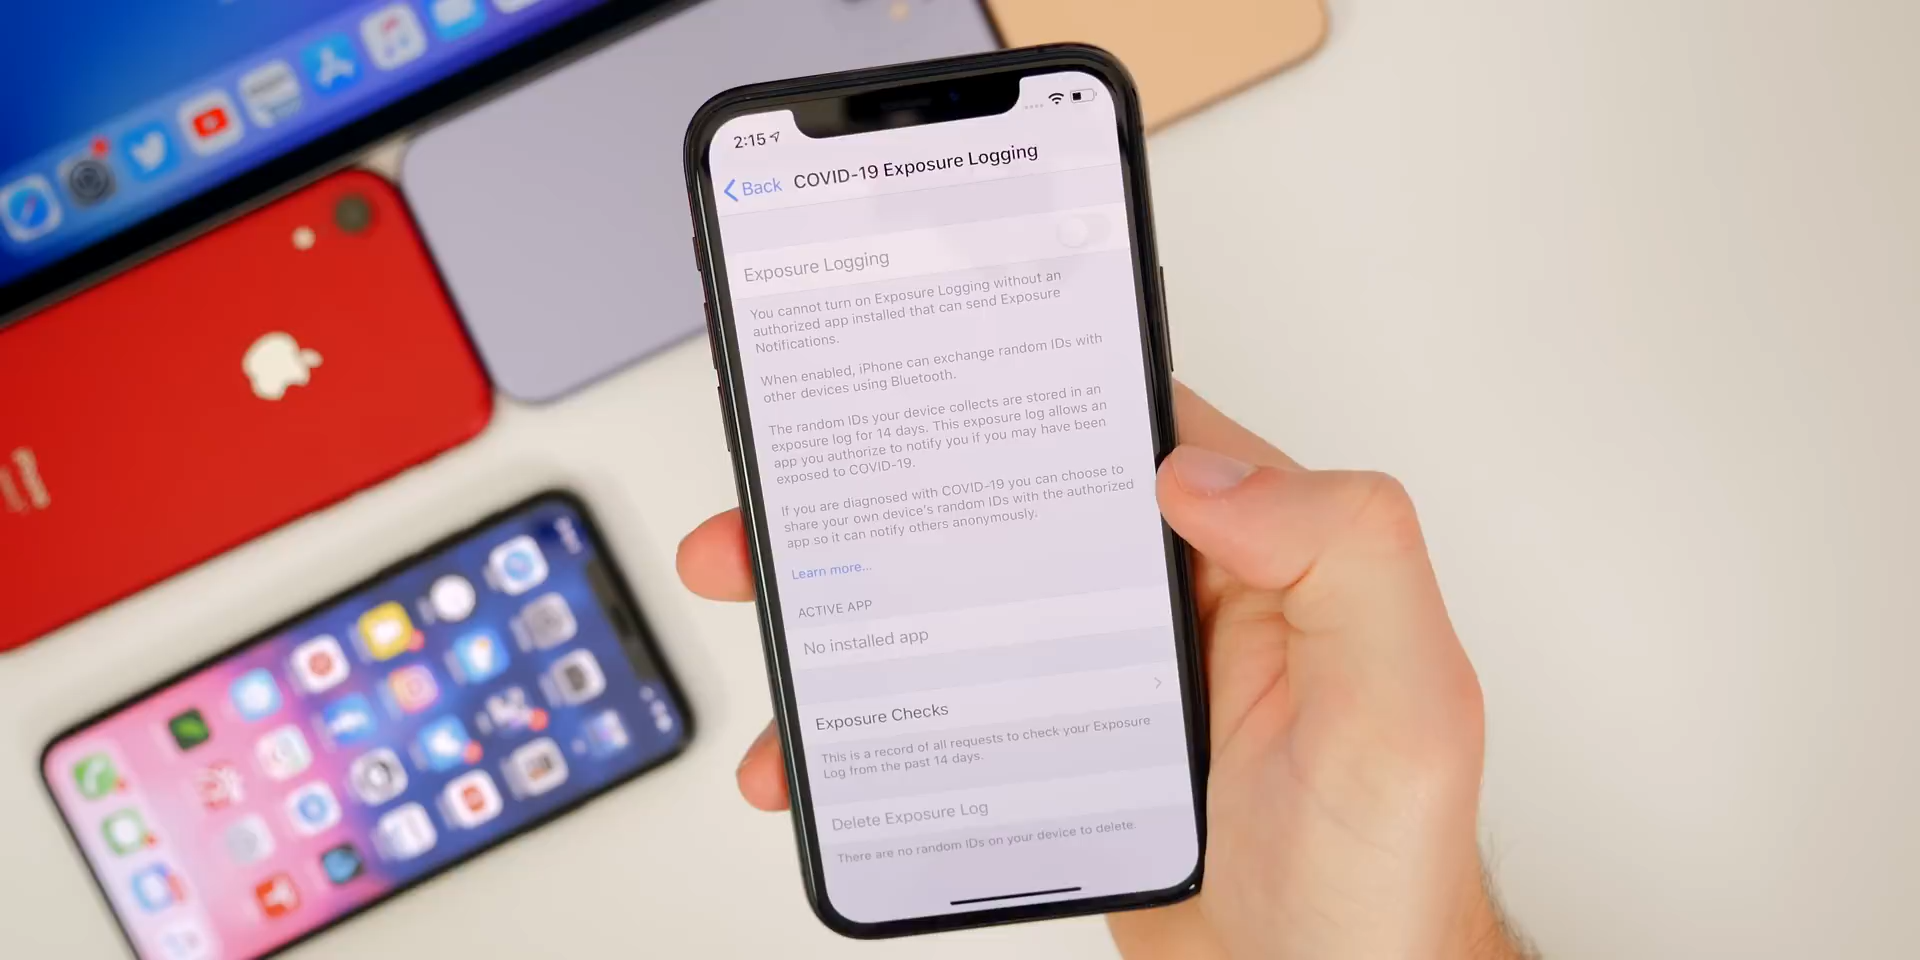 2:15
Back COVID-19 Exposure Logging
Exposure Logging
You cannot turn on Exposure Logging without an
authorized app installed that can send Exposure
Notifications.
When enabled, iPhone can exchange random IDs with
other devices using Bluetooth.
The random IDs your device collects are stored in an
exposure log for 14 days. This exposure log allows an
app you authorize to notify you if you may have been
exposed to COVID-19.
If you are diagnosed with COVID-19 you can choose to
share your own device's random IDs with the authorized
app so it can notify others anonymously.
Learn more...
ACTIVE APP
No installed app
Exposure Checks
This is a record of all requests to check your Exposure
Log from the past 14 days.
Delete Exposure Log
There are no random IDs on your device to delete.